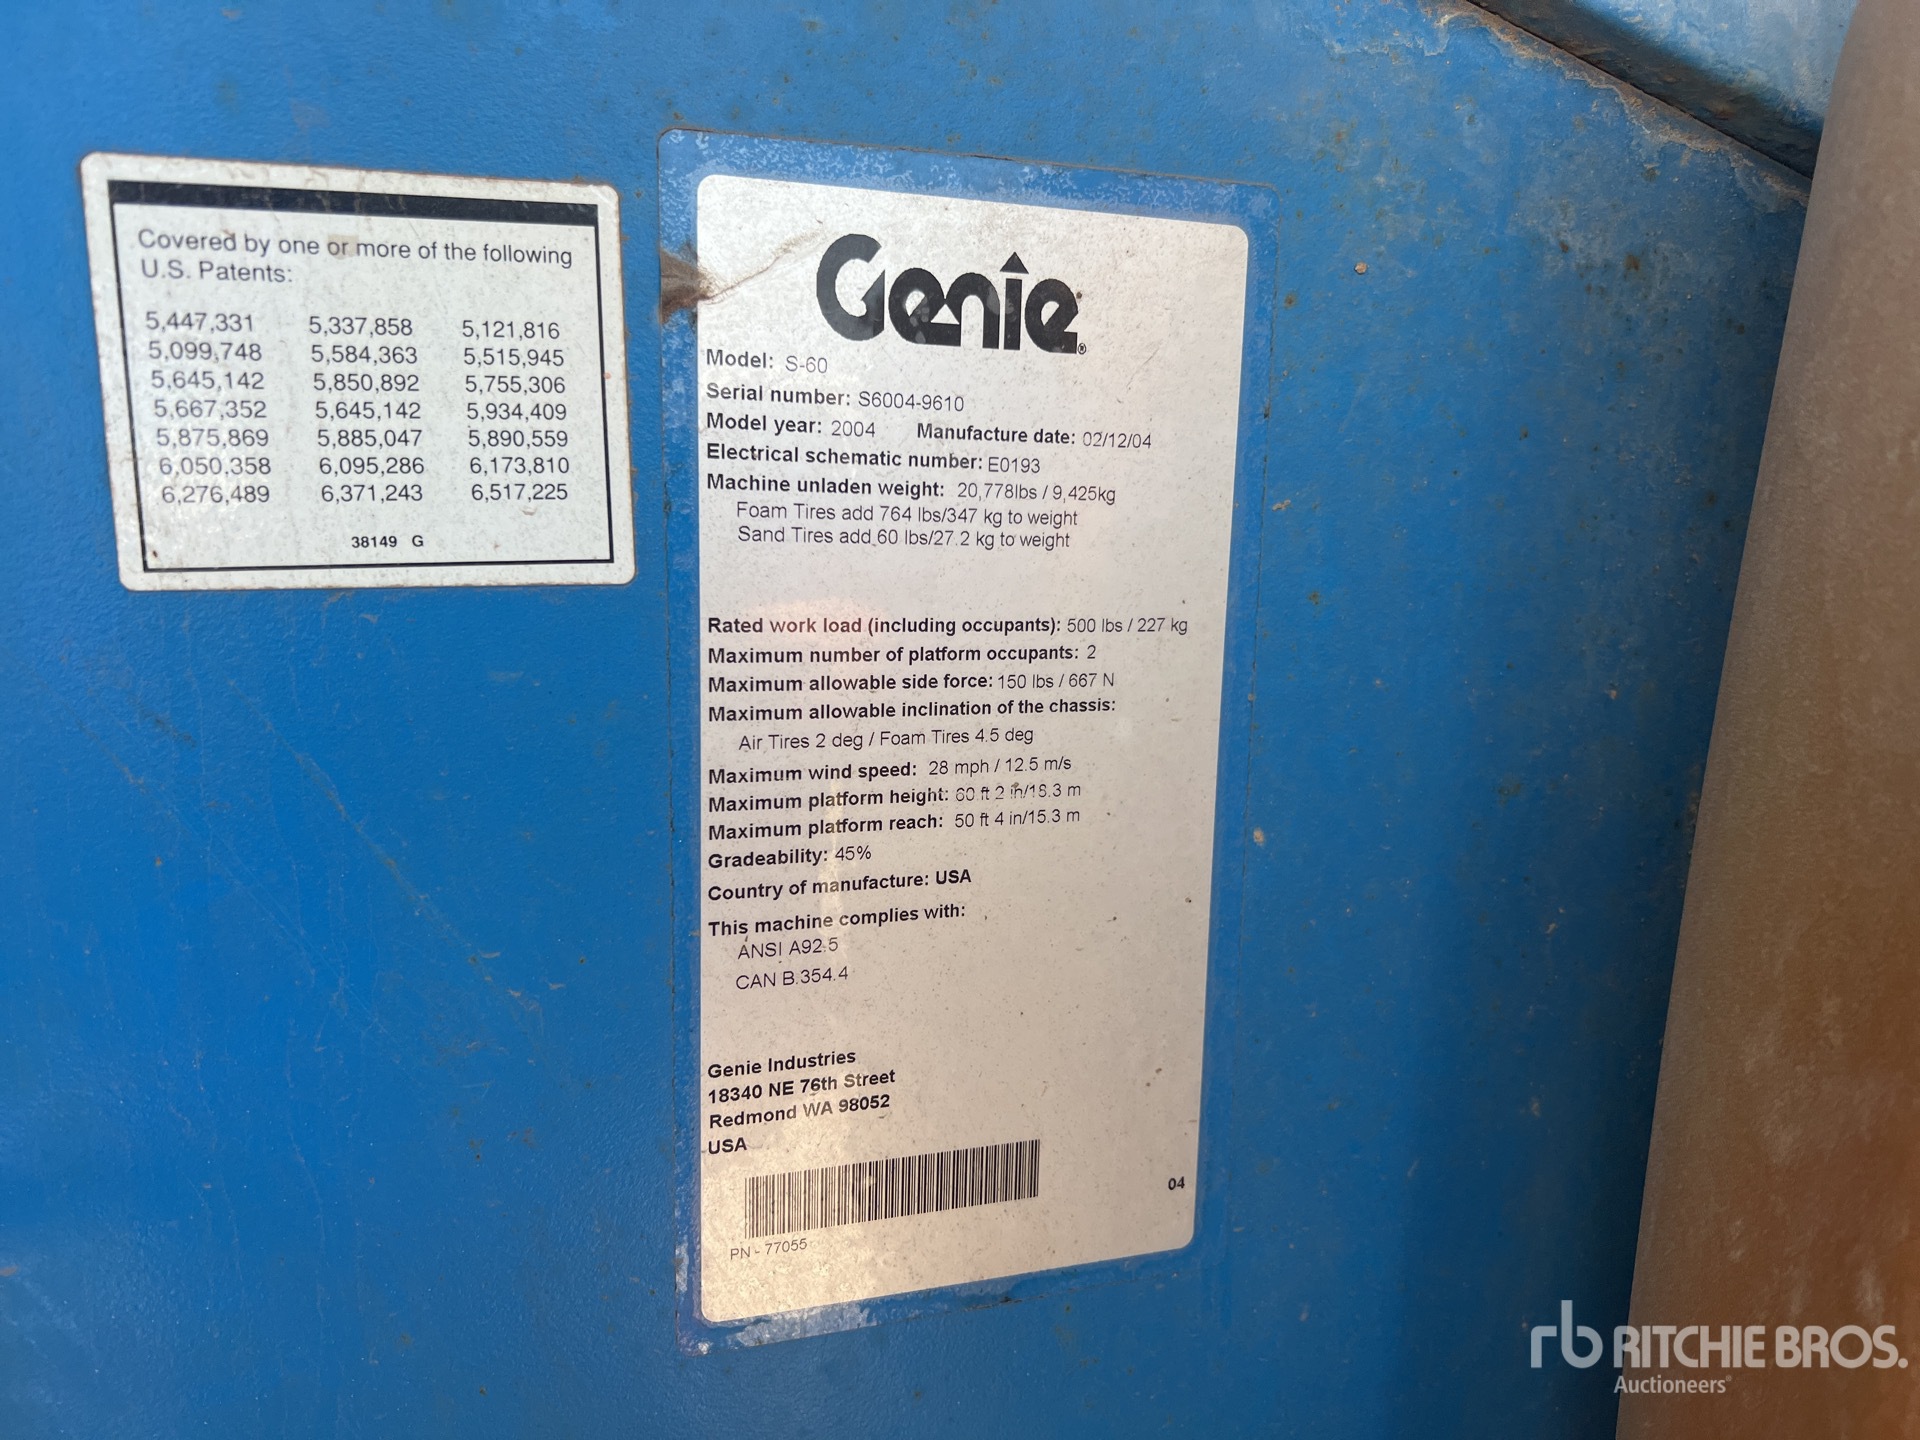 Covered by one or more of the following
U.S. Patents:
5,447,331 5,337,858 5,121,816
5,099,748 5,584,363 5,515,945
5,645,142 5,850,892 5,755,306
5,667,352 5,645,142 5,934,409
5,875,869 5,885,047 5,890,559
6,050,358 6,095,286 6,173,810
6,276,489 6,371,243 6,517,225
38149 G
Genie®
Model: S-60
Serial number: S6004-9610
Model year: 2004 Manufacture date: 02/12/04
Electrical schematic number: E0193
Machine unladen weight: 20,778lbs / 9,425kg
Foam Tires add 764 lbs/347 kg to weight
Sand Tires add 60 lbs/27.2 kg to weight
Rated work load (including occupants): 500 lbs / 227 kg
Maximum number of platform occupants: 2
Maximum allowable side force: 150 lbs / 667 N
Maximum allowable inclination of the chassis:
Air Tires 2 deg / Foam Tires 4.5 deg
Maximum wind speed: 28 mph / 12.5 m/s
Maximum platform height: 60 ft 2 in/18.3 m
Maximum platform reach: 50 ft 4 in/15.3 m
Gradeability: 45%
Country of manufacture: USA
This machine complies with:
ANSI A92.5
CAN B.354.4
Genie Industries
18340 NE 76th Street
Redmond WA 98052
USA
04
PN - 77055
rb RITCHIE BROS.
Auctioneers